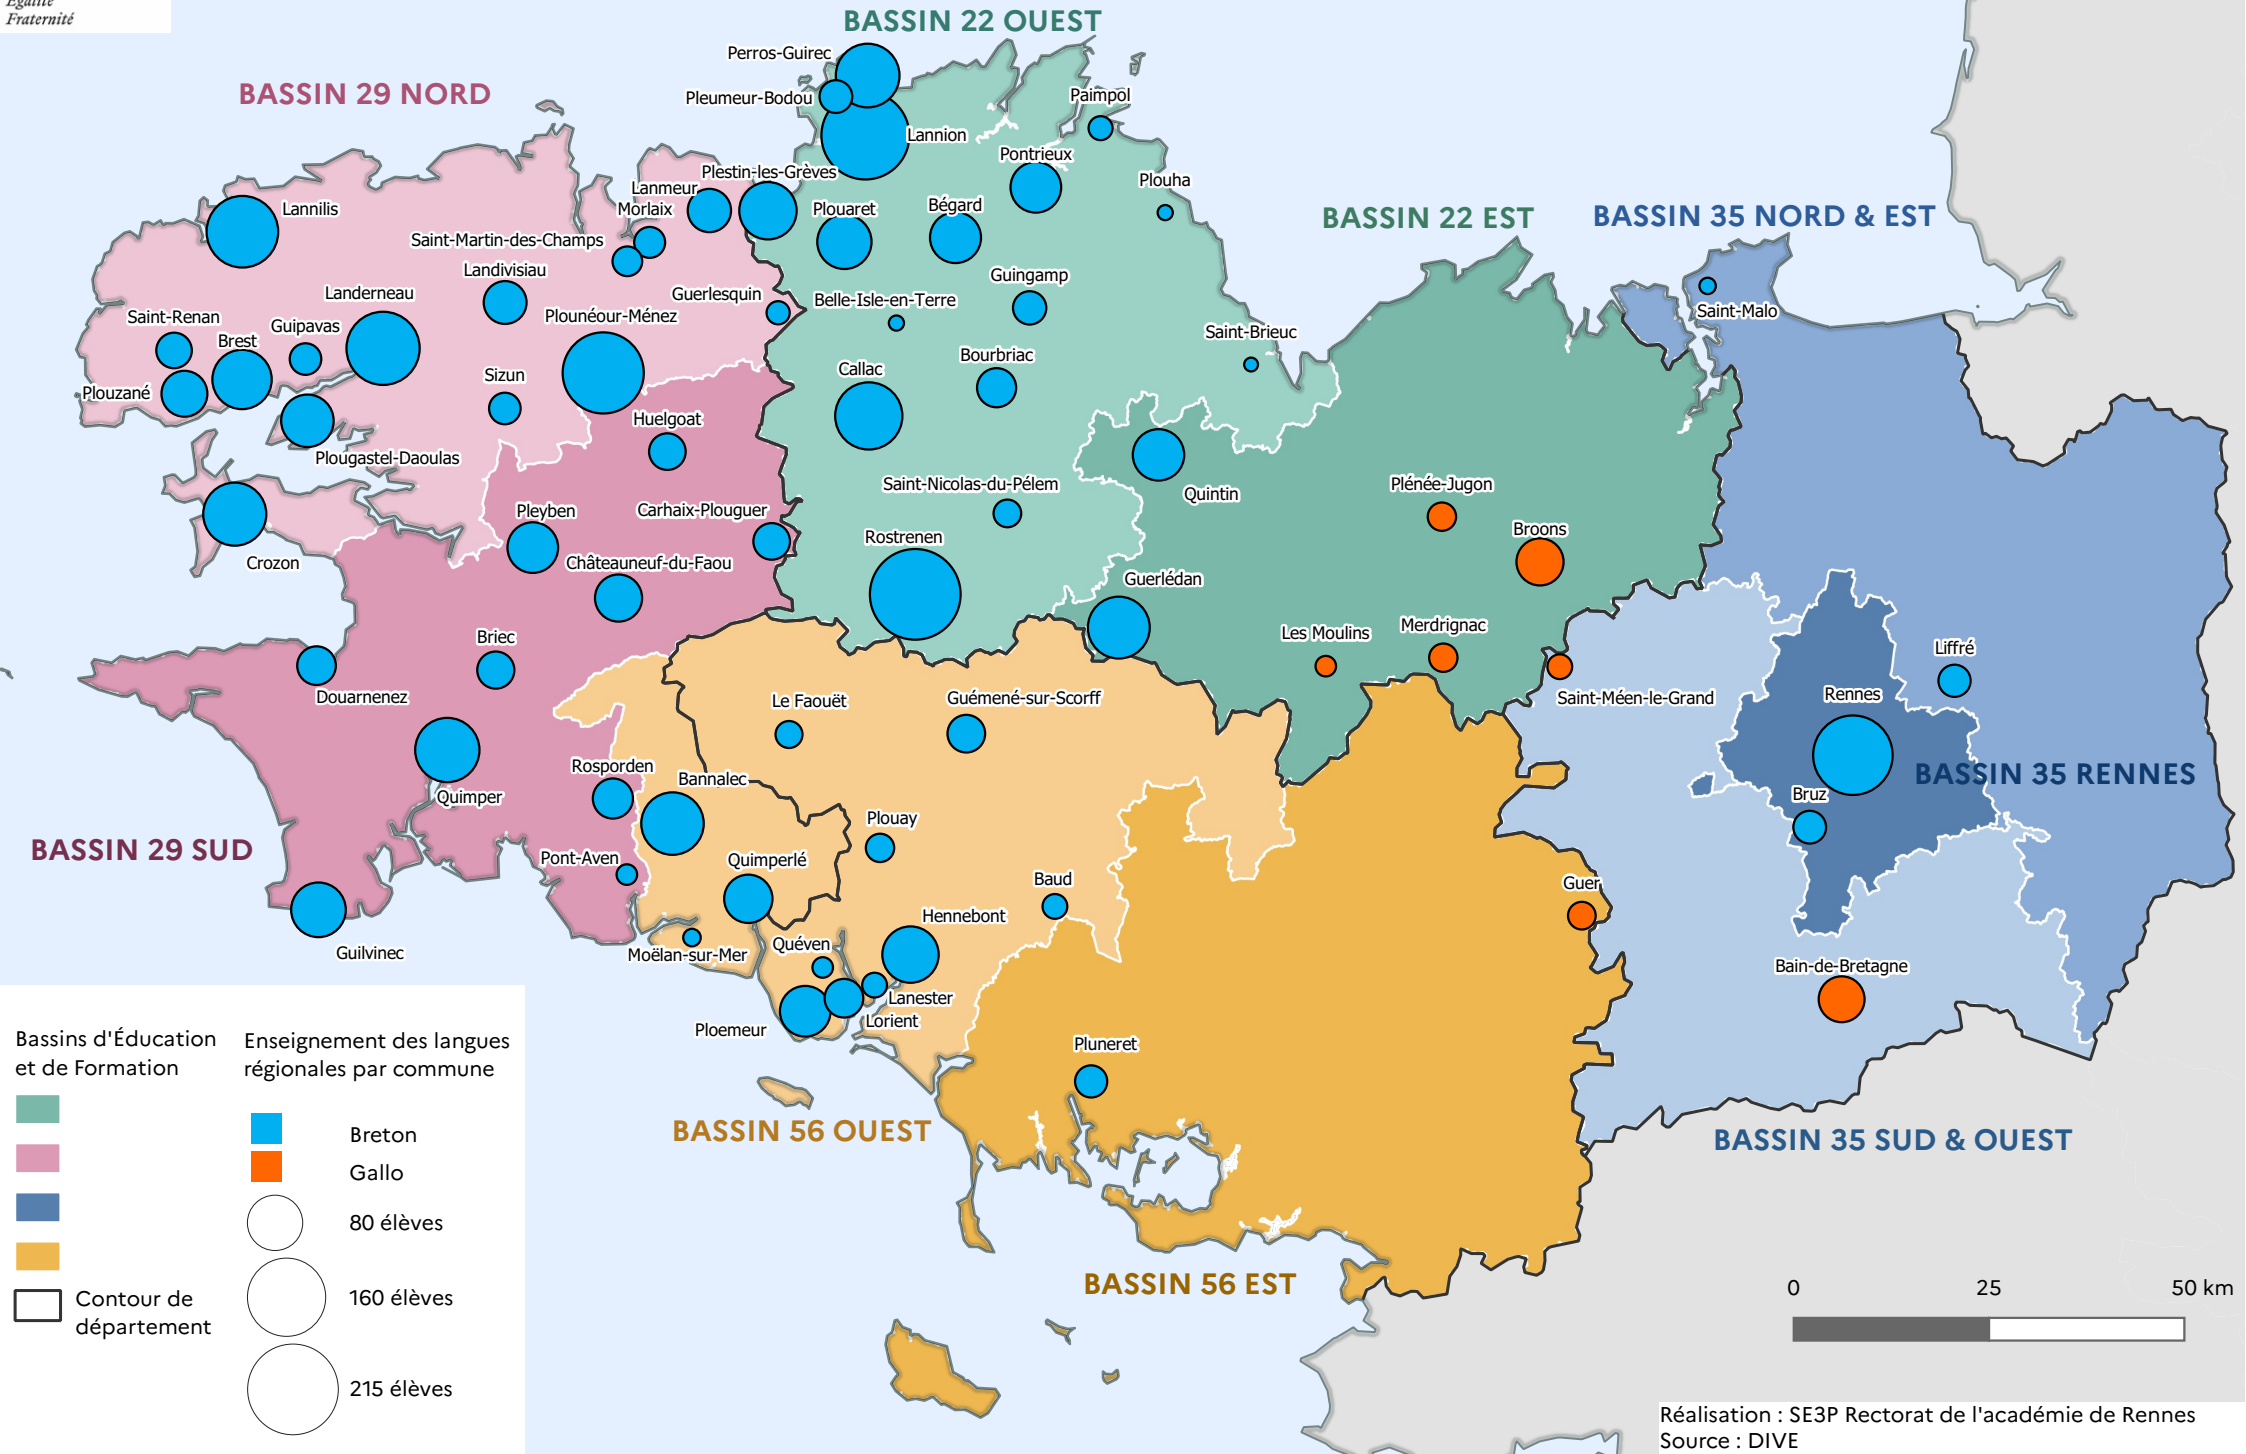 Égalité
Fraternité
BASSIN 22 OUEST
Perros-Guirec
BASSIN 29 NORD
Pleumeur-Bodou
Paimpol
Lannion
Pontrieux
Plestin-les-Grèves
Plouha
Lanmeur
Lannilis
Morlaix
Plouaret
Bégard
BASSIN 22 EST
BASSIN 35 NORD & EST
Saint-Martin-des-Champs
Landivisiau
Guingamp
Landerneau
Guerlesquin
Belle-Isle-en-Terre
Saint-Malo
Saint-Renan
Guipavas
Plounéour-Ménez
Brest
Saint-Brieuc
Bourbriac
Callac
Sizun
Plouzané
Huelgoat
Plougastel-Daoulas
Saint-Nicolas-du-Pélem
Quintin
Plénée-Jugon
Pleyben
Carhaix-Plouguer
Broons
Rostrenen
Crozon
Châteauneuf-du-Faou
Guerlédan
Les Moulins
Merdrignac
Briec
Liffré
Douarnenez
Le Faouët
Guémené-sur-Scorff
Saint-Méen-le-Grand
Rennes
Rosporden
Bannalec
BASSIN 35 RENNES
Quimper
Bruz
Plouay
BASSIN 29 SUD
Pont-Aven
Quimperlé
Baud
Guer
Hennebont
Guilvinec
Moëlan-sur-Mer
Quéven
Bain-de-Bretagne
Lanester
Lorient
Ploemeur
Pluneret
BASSIN 56 OUEST
BASSIN 35 SUD & OUEST
BASSIN 56 EST
Bassins d'Éducation
et de Formation
Contour de
département
Enseignement des langues
régionales par commune
Breton
Gallo
80 élèves
160 élèves
215 élèves
0 25 50 km
Réalisation : SE3P Rectorat de l'académie de Rennes
Source : DIVE